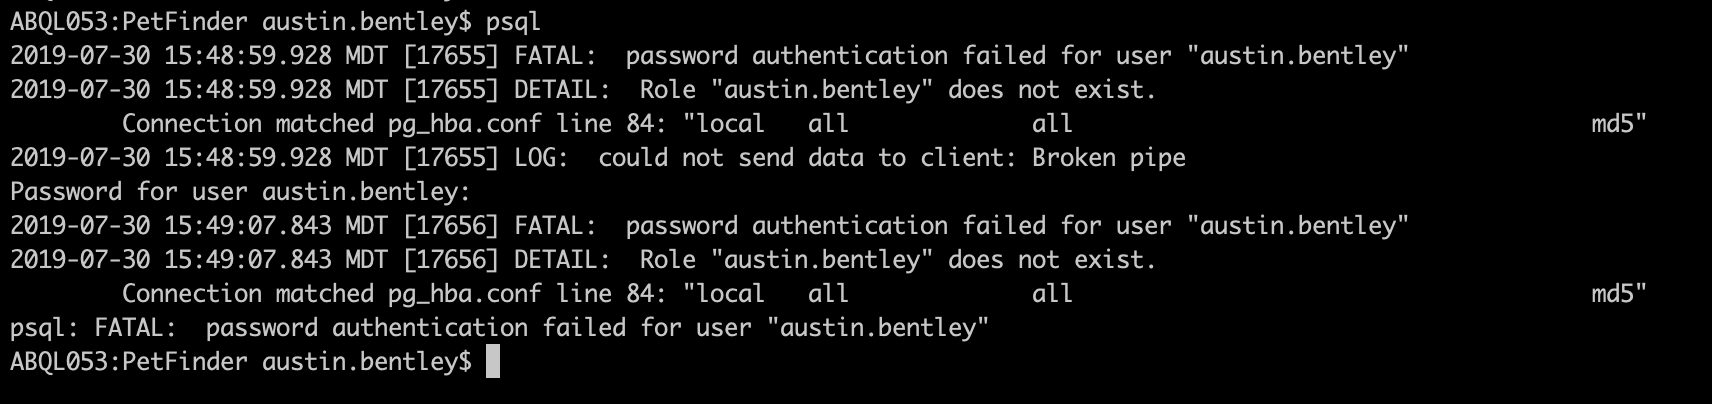 ABQL053:PetFinder austin.bentley$ psql
2019-07-30 15:48:59.928 MDT [17655] FATAL:  password authentication failed for user "austin.bentley"
2019-07-30 15:48:59.928 MDT [17655] DETAIL:  Role "austin.bentley" does not exist.
        Connection matched pg_hba.conf line 84: "local   all             all                                     md5"
2019-07-30 15:48:59.928 MDT [17655] LOG:  could not send data to client: Broken pipe
Password for user austin.bentley:
2019-07-30 15:49:07.843 MDT [17656] FATAL:  password authentication failed for user "austin.bentley"
2019-07-30 15:49:07.843 MDT [17656] DETAIL:  Role "austin.bentley" does not exist.
        Connection matched pg_hba.conf line 84: "local   all             all                                     md5"
psql: FATAL:  password authentication failed for user "austin.bentley"
ABQL053:PetFinder austin.bentley$